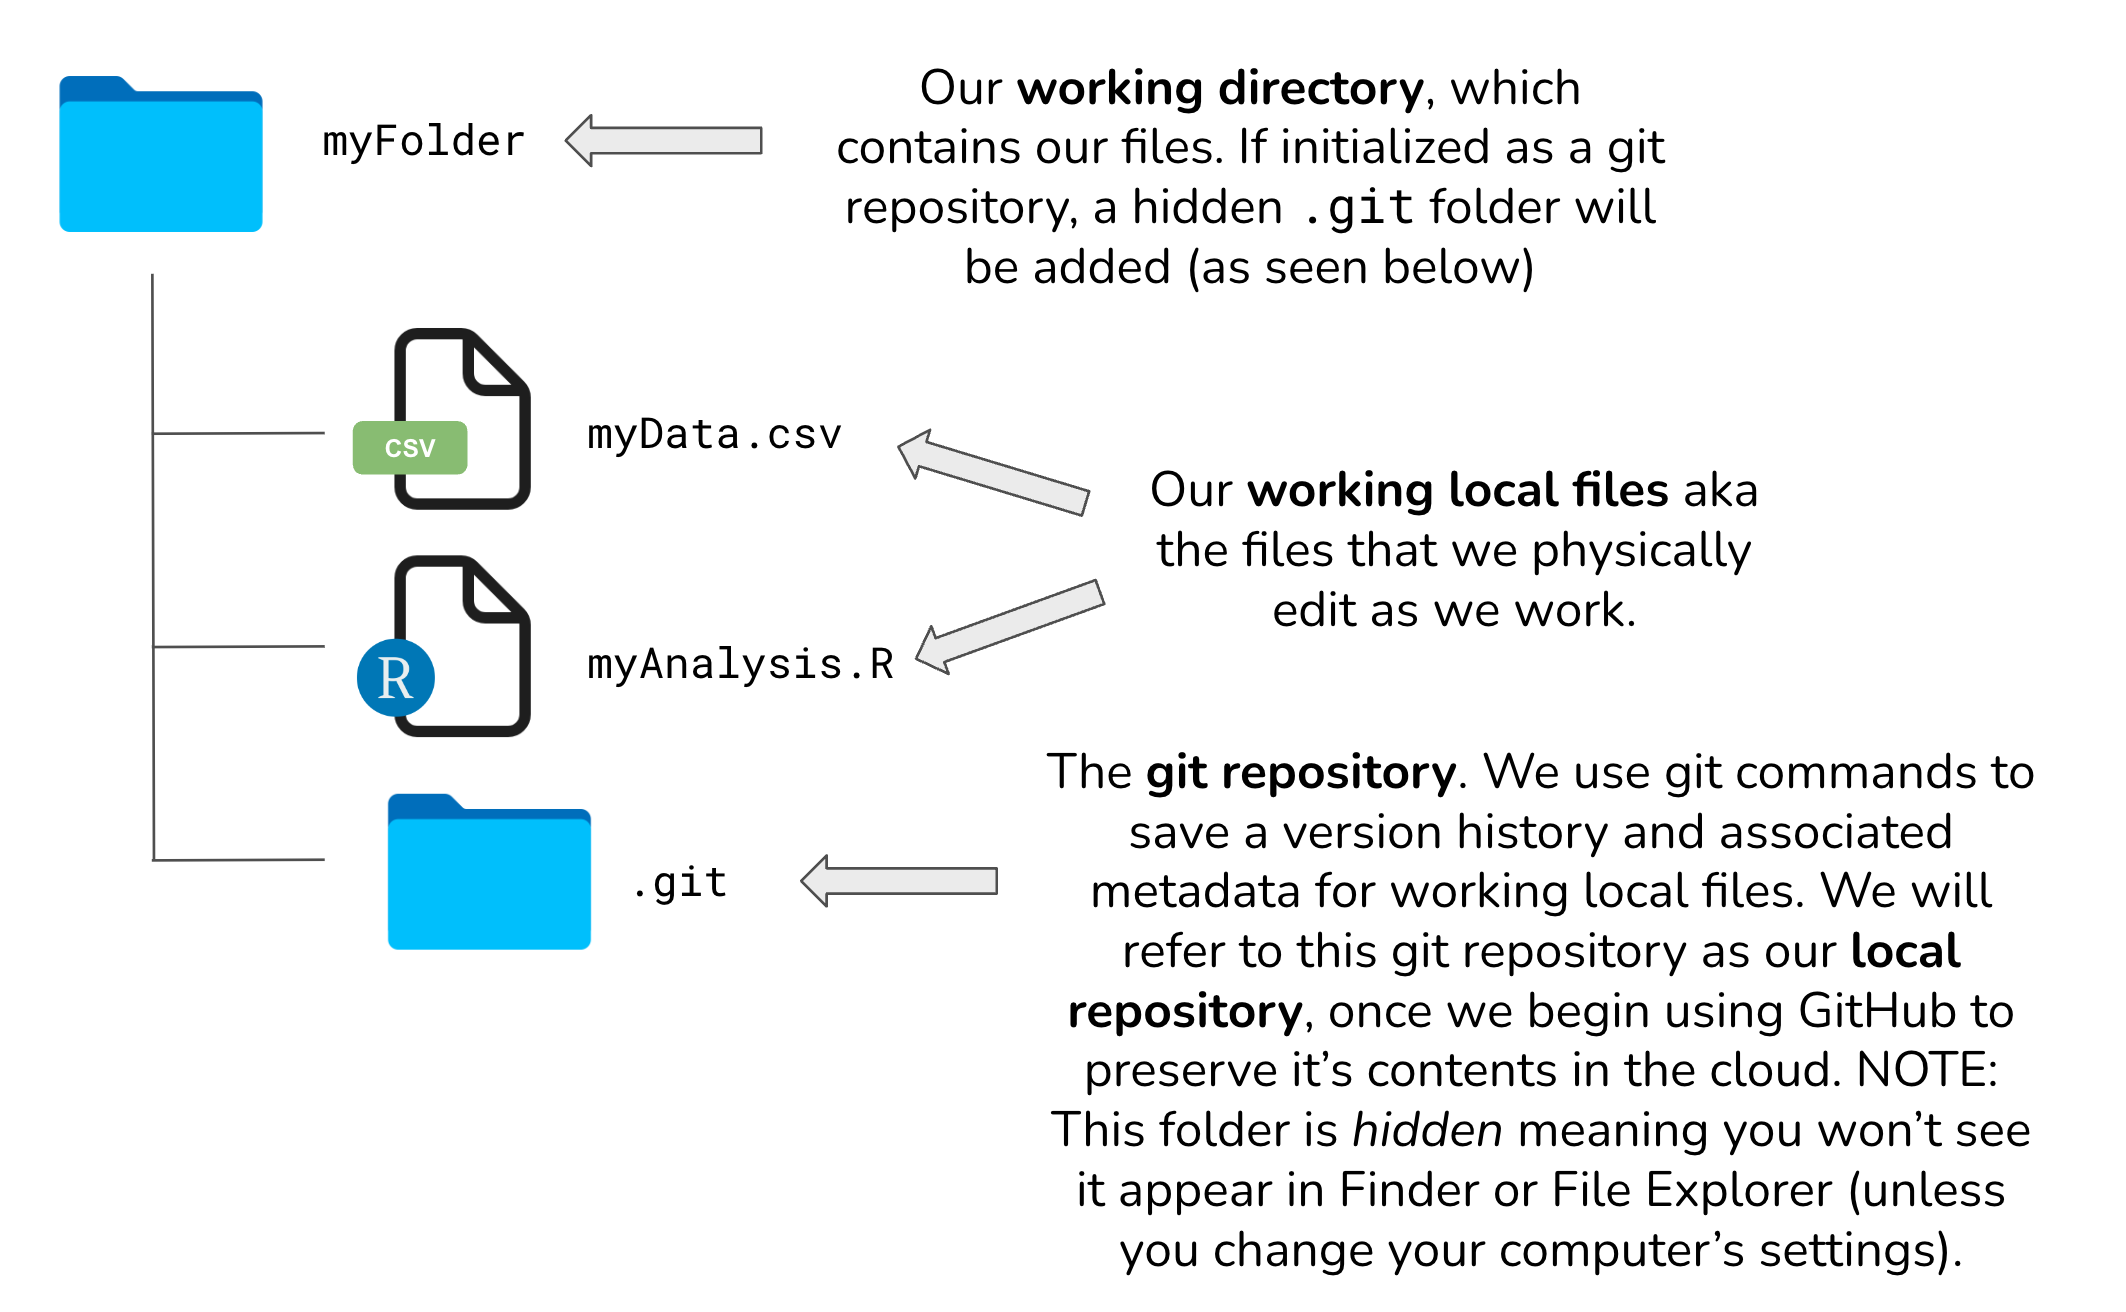 myFolder
Our working directory, which
contains our files. If initialized as a git
repository, a hidden .git folder will
be added (as seen below)
CSV
myData.csv
Our working local files aka
the files that we physically
edit as we work.
R
myAnalysis.R
.git
The git repository. We use git commands to
save a version history and associated
metadata for working local files. We will
refer to this git repository as our local
repository, once we begin using GitHub to
preserve it’s contents in the cloud. NOTE:
This folder is hidden meaning you won’t see
it appear in Finder or File Explorer (unless
you change your computer’s settings).